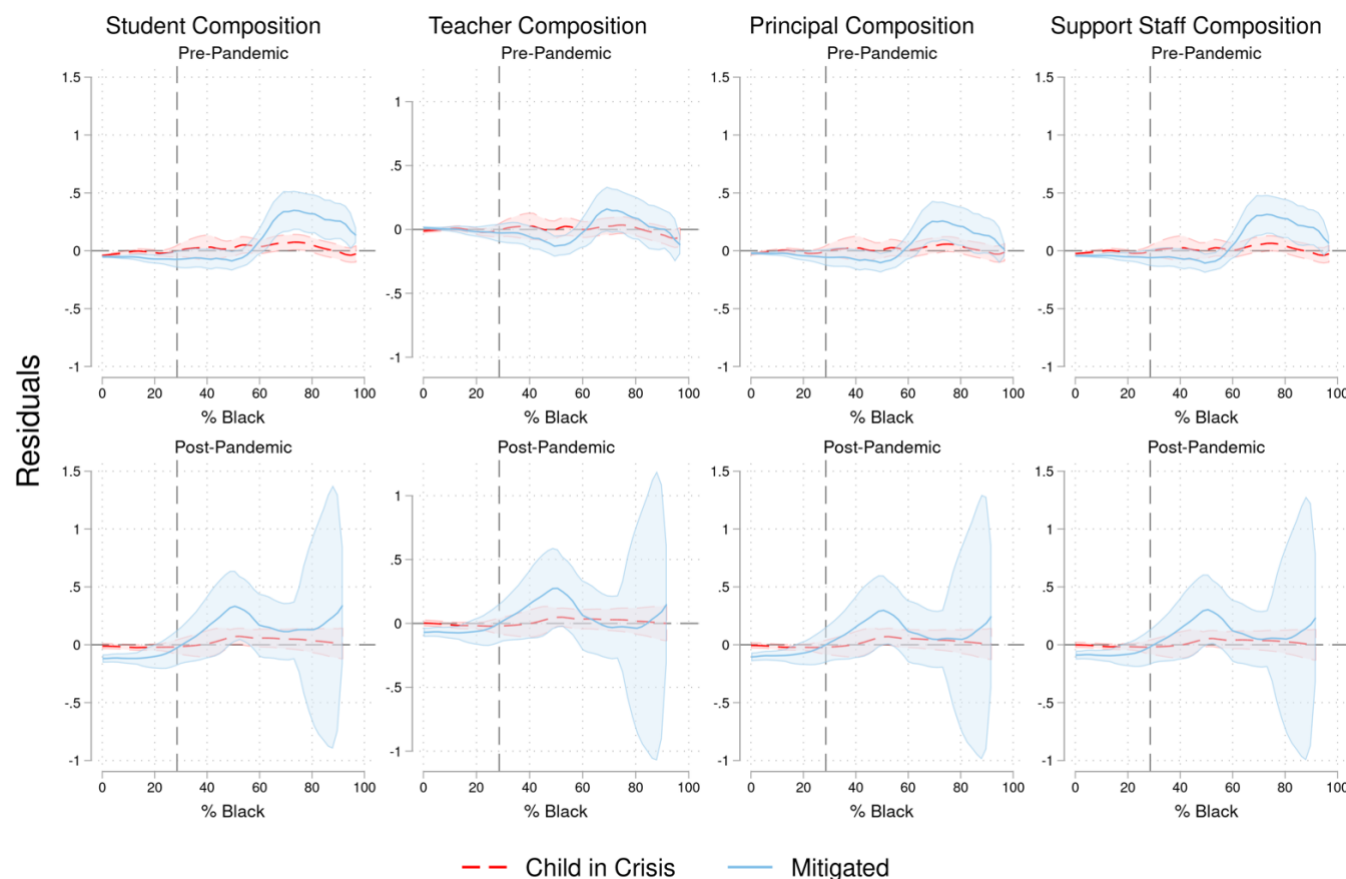 Student Composition
Teacher Composition
Principal Composition
Support Staff Composition
Pre-Pandemic
Pre-Pandemic
Pre-Pandemic
Pre-Pandemic
1.5
1
.5
0
-.5
-1
1
.5
0
-.5
-1
1.5
1
.5
0
-.5
-1
1.5
1
.5
0
-.5
-1
0 20 40 60 80 100
0 20 40 60 80 100
0 20 40 60 80 100
0 20 40 60 80 100
% Black
% Black
% Black
% Black
Residuals
Post-Pandemic
Post-Pandemic
Post-Pandemic
Post-Pandemic
1.5
1
.5
0
-.5
-1
1
.5
0
-.5
-1
1.5
1
.5
0
-.5
-1
1.5
1
.5
0
-.5
-1
0 20 40 60 80 100
0 20 40 60 80 100
0 20 40 60 80 100
0 20 40 60 80 100
% Black
% Black
% Black
% Black
Child in Crisis
Mitigated